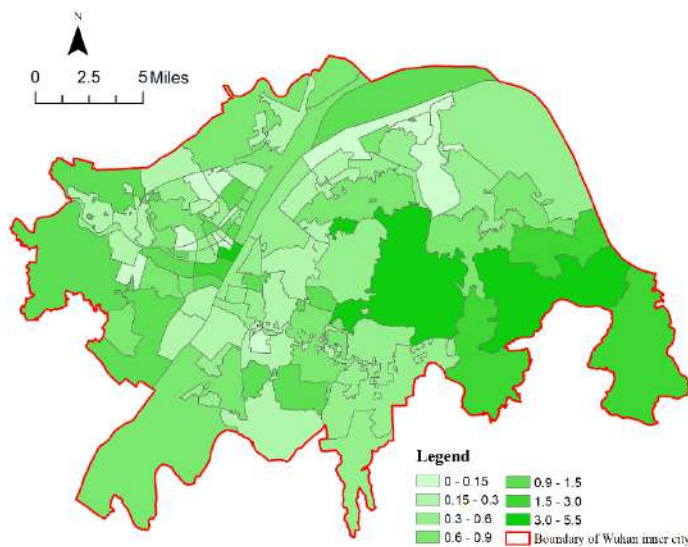 N
0 2.5 5 Miles
Legend
0 - 0.15 0.9 - 1.5
0.15 - 0.3 1.5 - 3.0
0.3 - 0.6 3.0 - 5.5
0.6 - 0.9 Boundary of Wuhan inner city